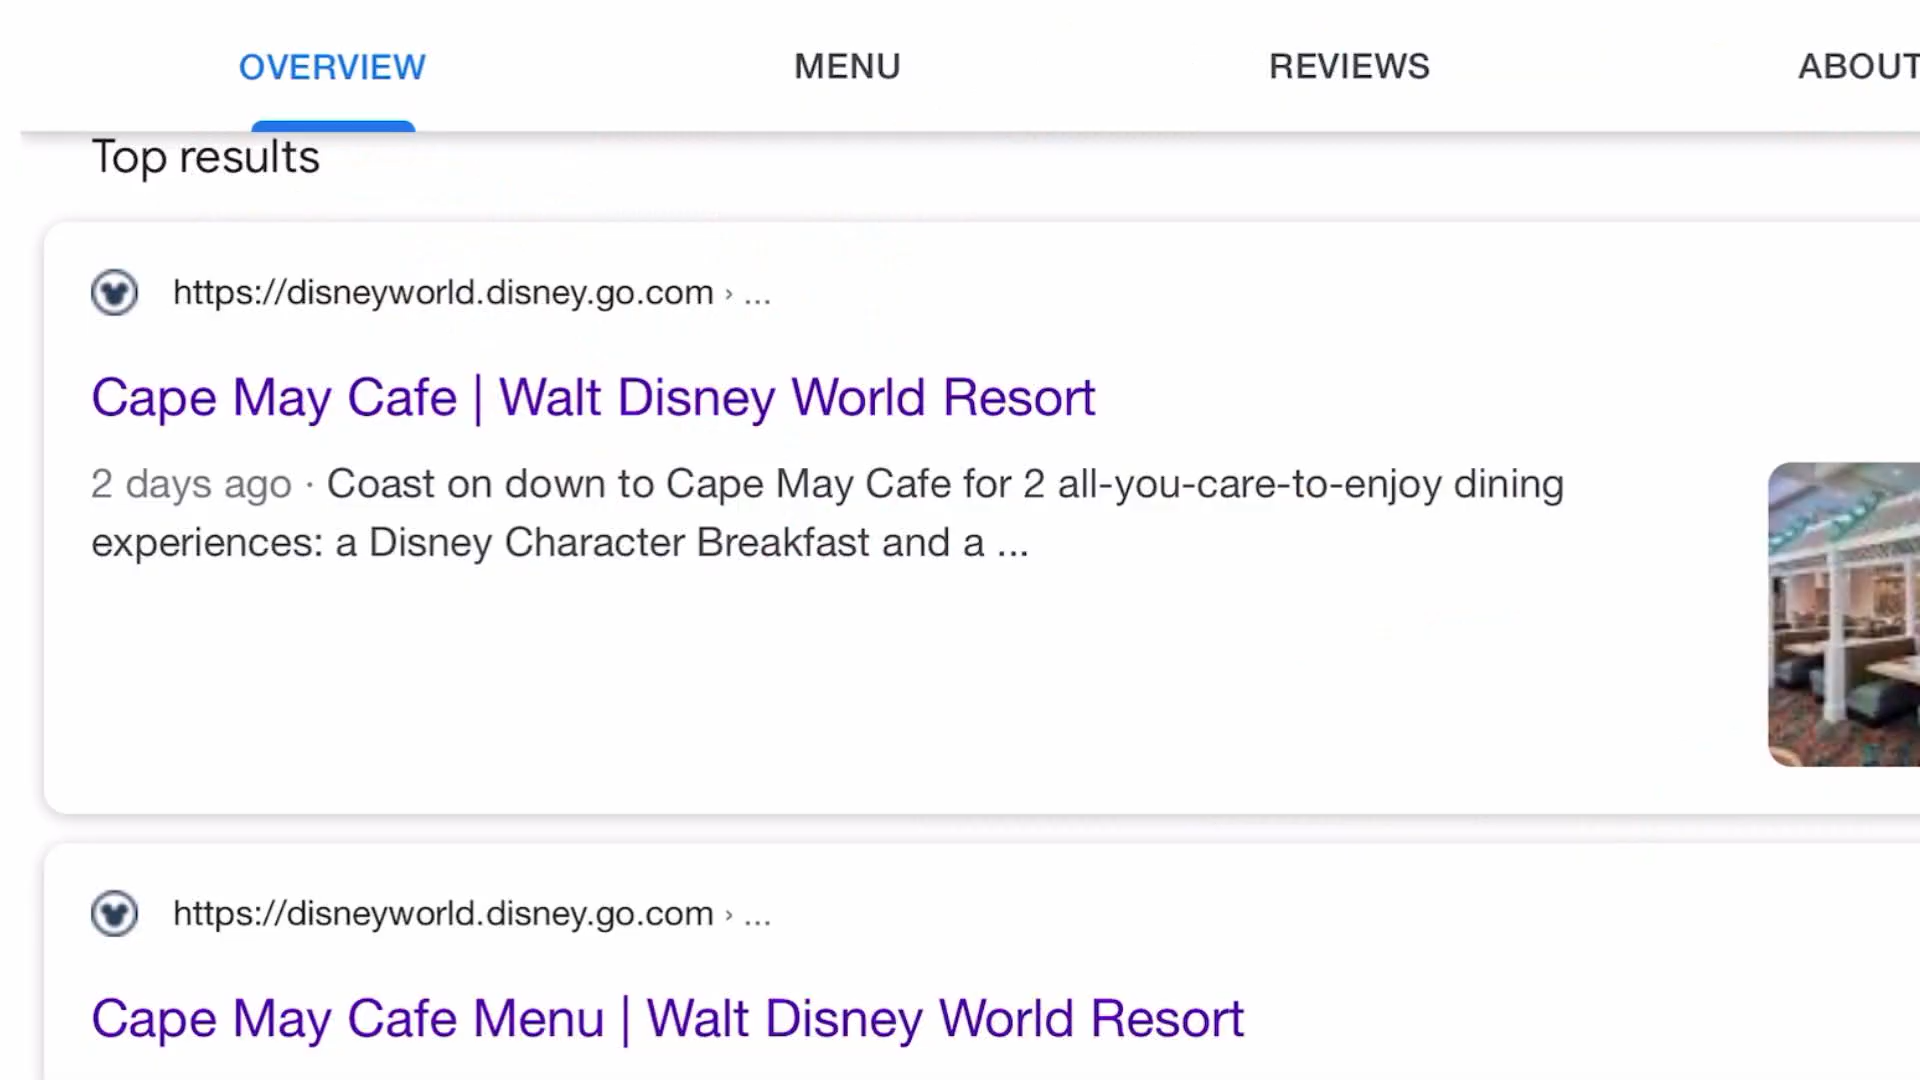 OVERVIEW MENU REVIEWS ABOUT
Top results
https://disneyworld.disney.go.com › ...
Cape May Cafe | Walt Disney World Resort
2 days ago · Coast on down to Cape May Cafe for 2 all-you-care-to-enjoy dining
experiences: a Disney Character Breakfast and a ...
https://disneyworld.disney.go.com › ...
Cape May Cafe Menu | Walt Disney World Resort